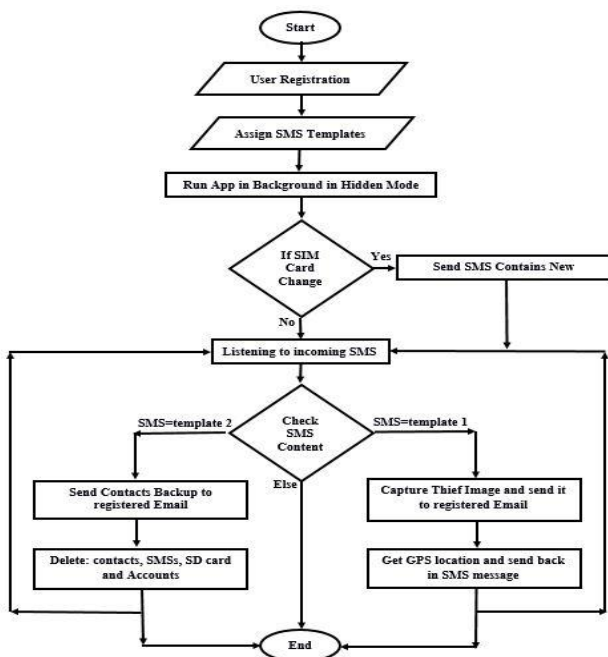 Start
User Registration
Assign SMS Templates
Run App in Background in Hidden Mode
If SIM
Card
Change
Yes
Send SMS Contains New
No
Listening to incoming SMS
SMS=template 2
Check
SMS
Content
SMS=template 1
Else
Send Contacts Backup to
registered Email
Capture Thief Image and send it
to registered Email
Delete: contacts, SMSs, SD card
and Accounts
Get GPS location and send back
in SMS message
End